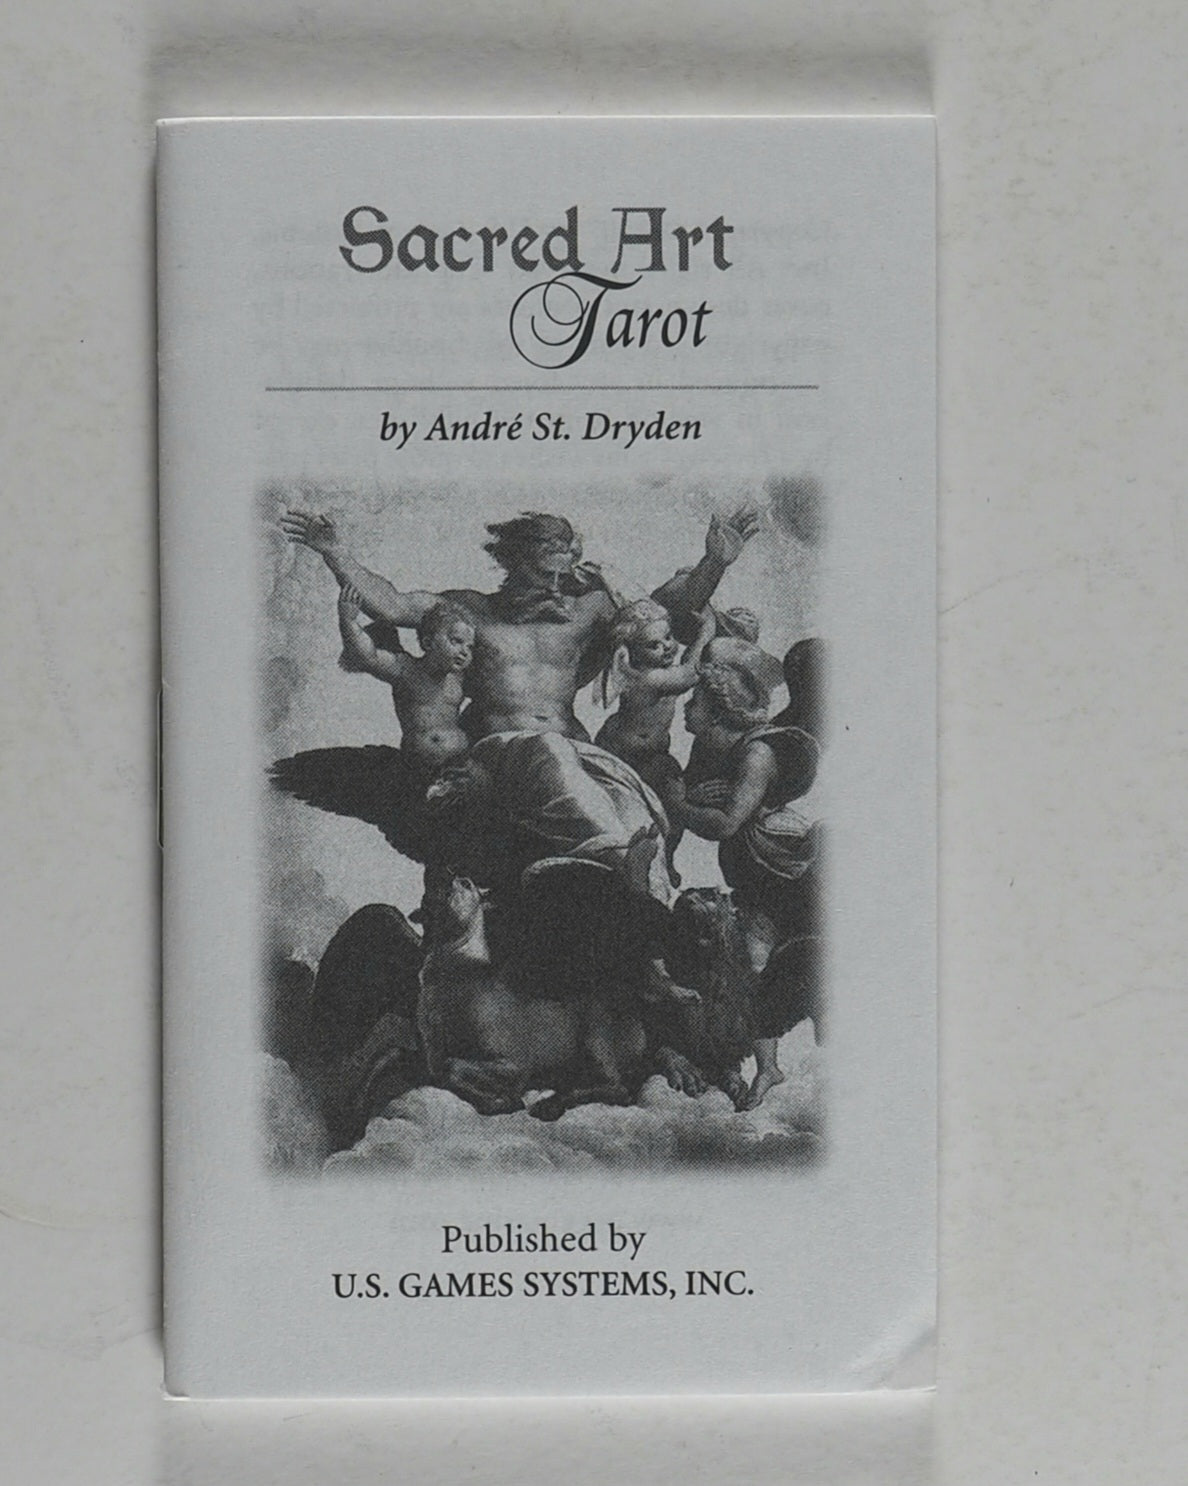 Sacred Art
Tarot
by André St. Dryden
Published by
U.S. GAMES SYSTEMS, INC.